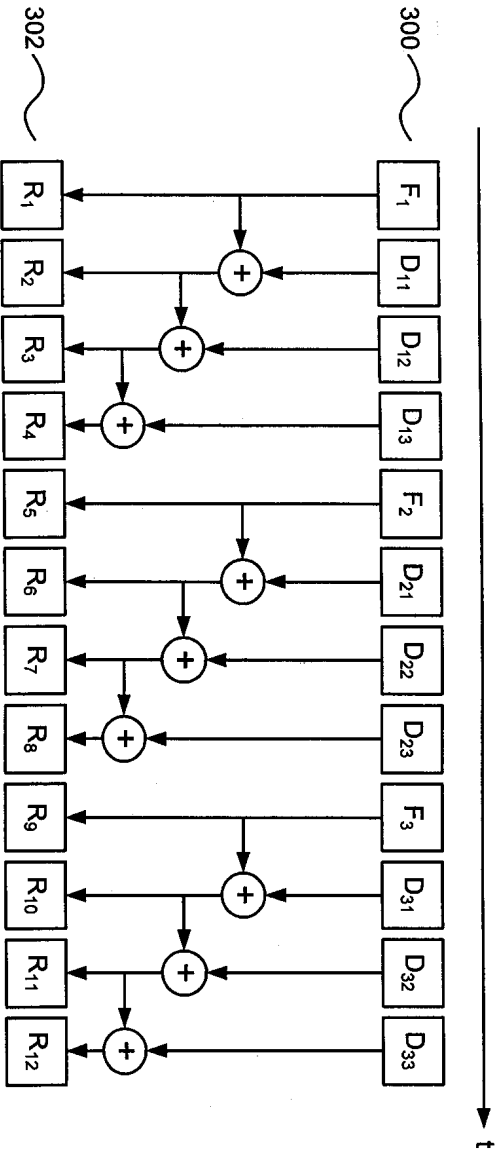 t
300 F₁ D₁₁ D₁₂ D₁₃ F₂ D₂₁ D₂₂ D₂₃ F₃ D₃₁ D₃₂ D₃₃
+ + + + + + + + +
302 R₁ R₂ R₃ R₄ R₅ R₆ R₇ R₈ R₉ R₁₀ R₁₁ R₁₂